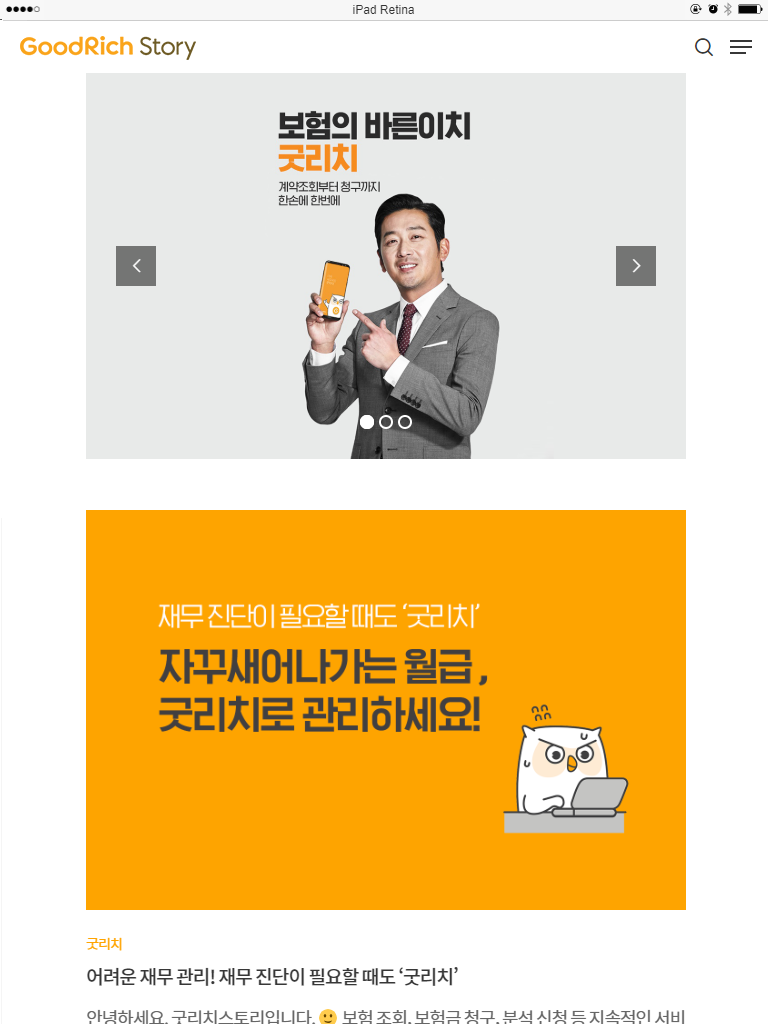 iPad Retina
GoodRich Story
보험의 바른이치
굿리치
계약조회부터 청구까지
한손에 한번에
재무 진단이 필요할 때도 ‘굿리치’
자꾸새어나가는 월급,
굿리치로 관리하세요!
굿리치
어려운 재무 관리! 재무 진단이 필요할 때도 ‘굿리치’
안녕하세요. 굿리치스토리입니다. 🙂 보험 조회, 보험금 청구, 분석 신청 등 지속적인 서비